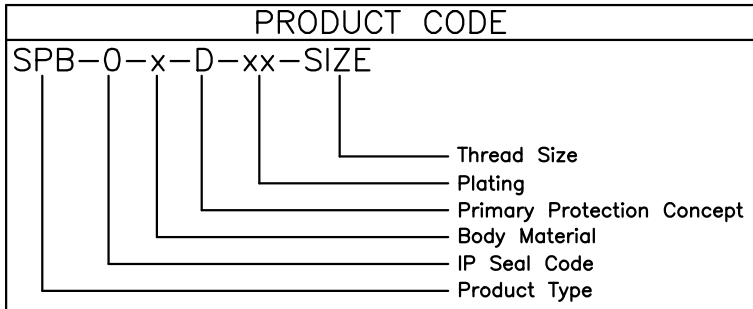 PRODUCT CODE
SPB-0-x-D-xx-SIZE
Thread Size
Plating
Primary Protection Concept
Body Material
IP Seal Code
Product Type